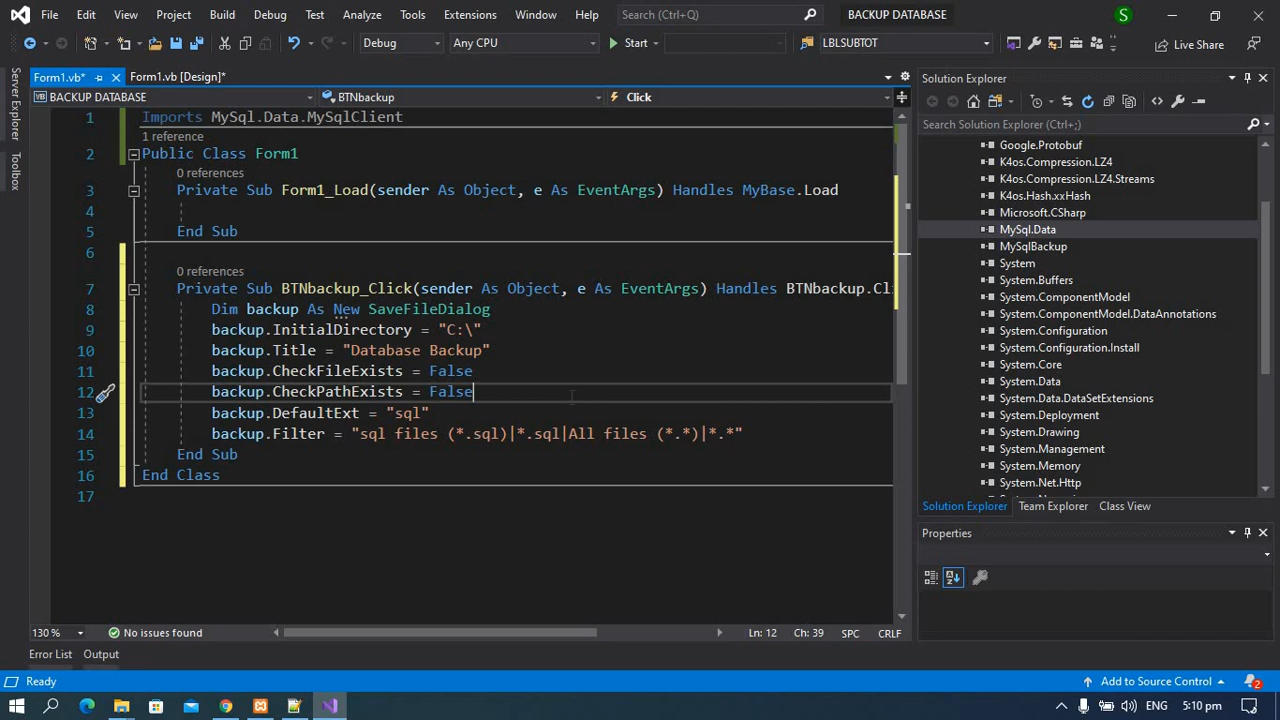 File Edit View Project Build Debug Test Analyze Tools Extensions Window Help Search (Ctrl+Q) BACKUP DATABASE S
Debug Any CPU Start LBLSUBTOT Live Share
Form1.vb* Form1.vb [Design]*
BACKUP DATABASE BTNbackup Click
Server Explorer
Toolbox
1 Imports MySql.Data.MySqlClient
1 reference
2 Public Class Form1
0 references
3 Private Sub Form1_Load(sender As Object, e As EventArgs) Handles MyBase.Load
4
5 End Sub
6
0 references
7 Private Sub BTNbackup_Click(sender As Object, e As EventArgs) Handles BTNbackup.Cli
8 Dim backup As New SaveFileDialog
9 backup.InitialDirectory = "C:\"
10 backup.Title = "Database Backup"
11 backup.CheckFileExists = False
12 backup.CheckPathExists = False
13 backup.DefaultExt = "sql"
14 backup.Filter = "sql files (*.sql)|*.sql|All files (*.*)|*.*"
15 End Sub
16 End Class
17
130 % No issues found Ln: 12 Ch: 39 SPC CRLF
Error List Output
Solution Explorer
Search Solution Explorer (Ctrl+;)
Google.Protobuf
K4os.Compression.LZ4
K4os.Compression.LZ4.Streams
K4os.Hash.xxHash
Microsoft.CSharp
MySql.Data
MySqlBackup
System
System.Buffers
System.ComponentModel
System.ComponentModel.DataAnnotations
System.Configuration
System.Configuration.Install
System.Core
System.Data
System.Data.DataSetExtensions
System.Deployment
System.Drawing
System.Management
System.Memory
System.Net.Http
Solution Explorer Team Explorer Class View
Properties
Ready Add to Source Control 2
ENG 5:10 pm